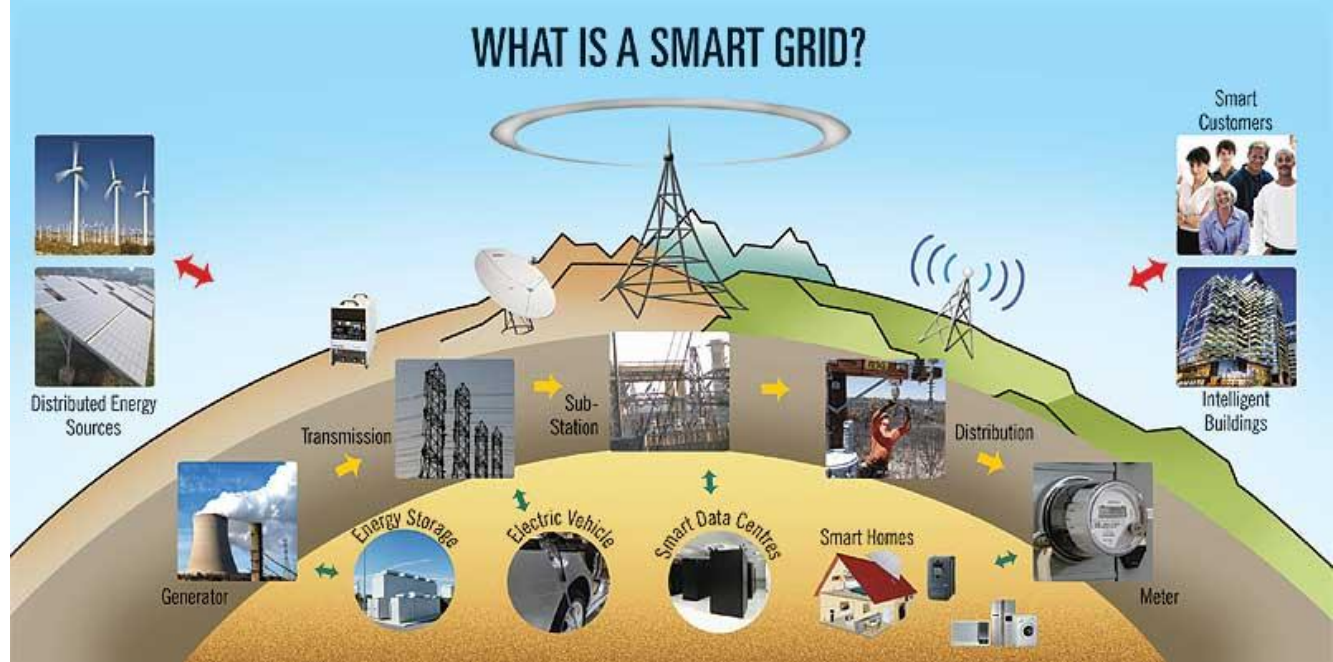 WHAT IS A SMART GRID?
Smart
Customers
Distributed Energy
Sources
Intelligent
Buildings
Transmission
Sub-
Station
Distribution
Generator
Energy Storage
Electric Vehicle
Smart Data Centres
Smart Homes
Meter